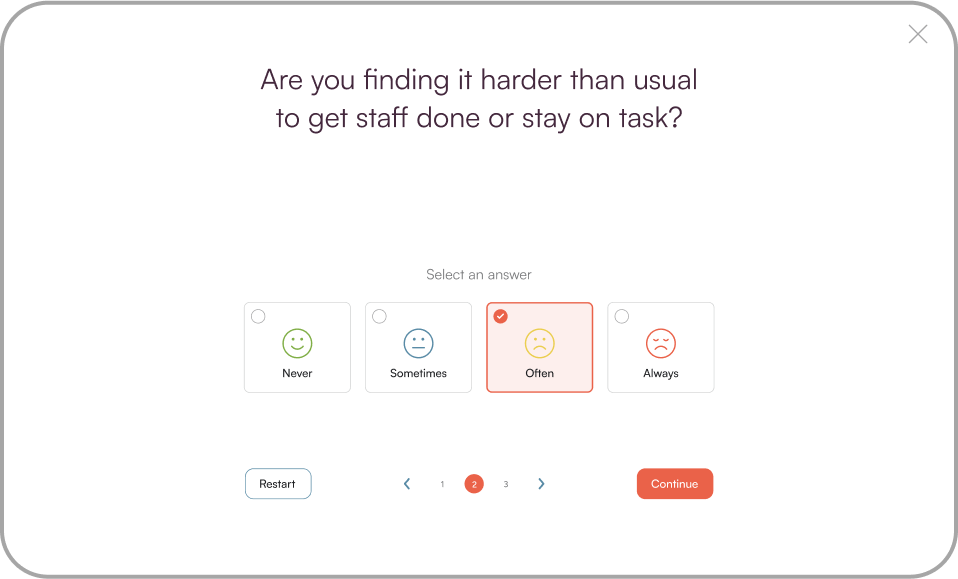 Are you finding it harder than usual
to get staff done or stay on task?
Select an answer
Never
Sometimes
Often
Always
Restart
1
2
3
Continue